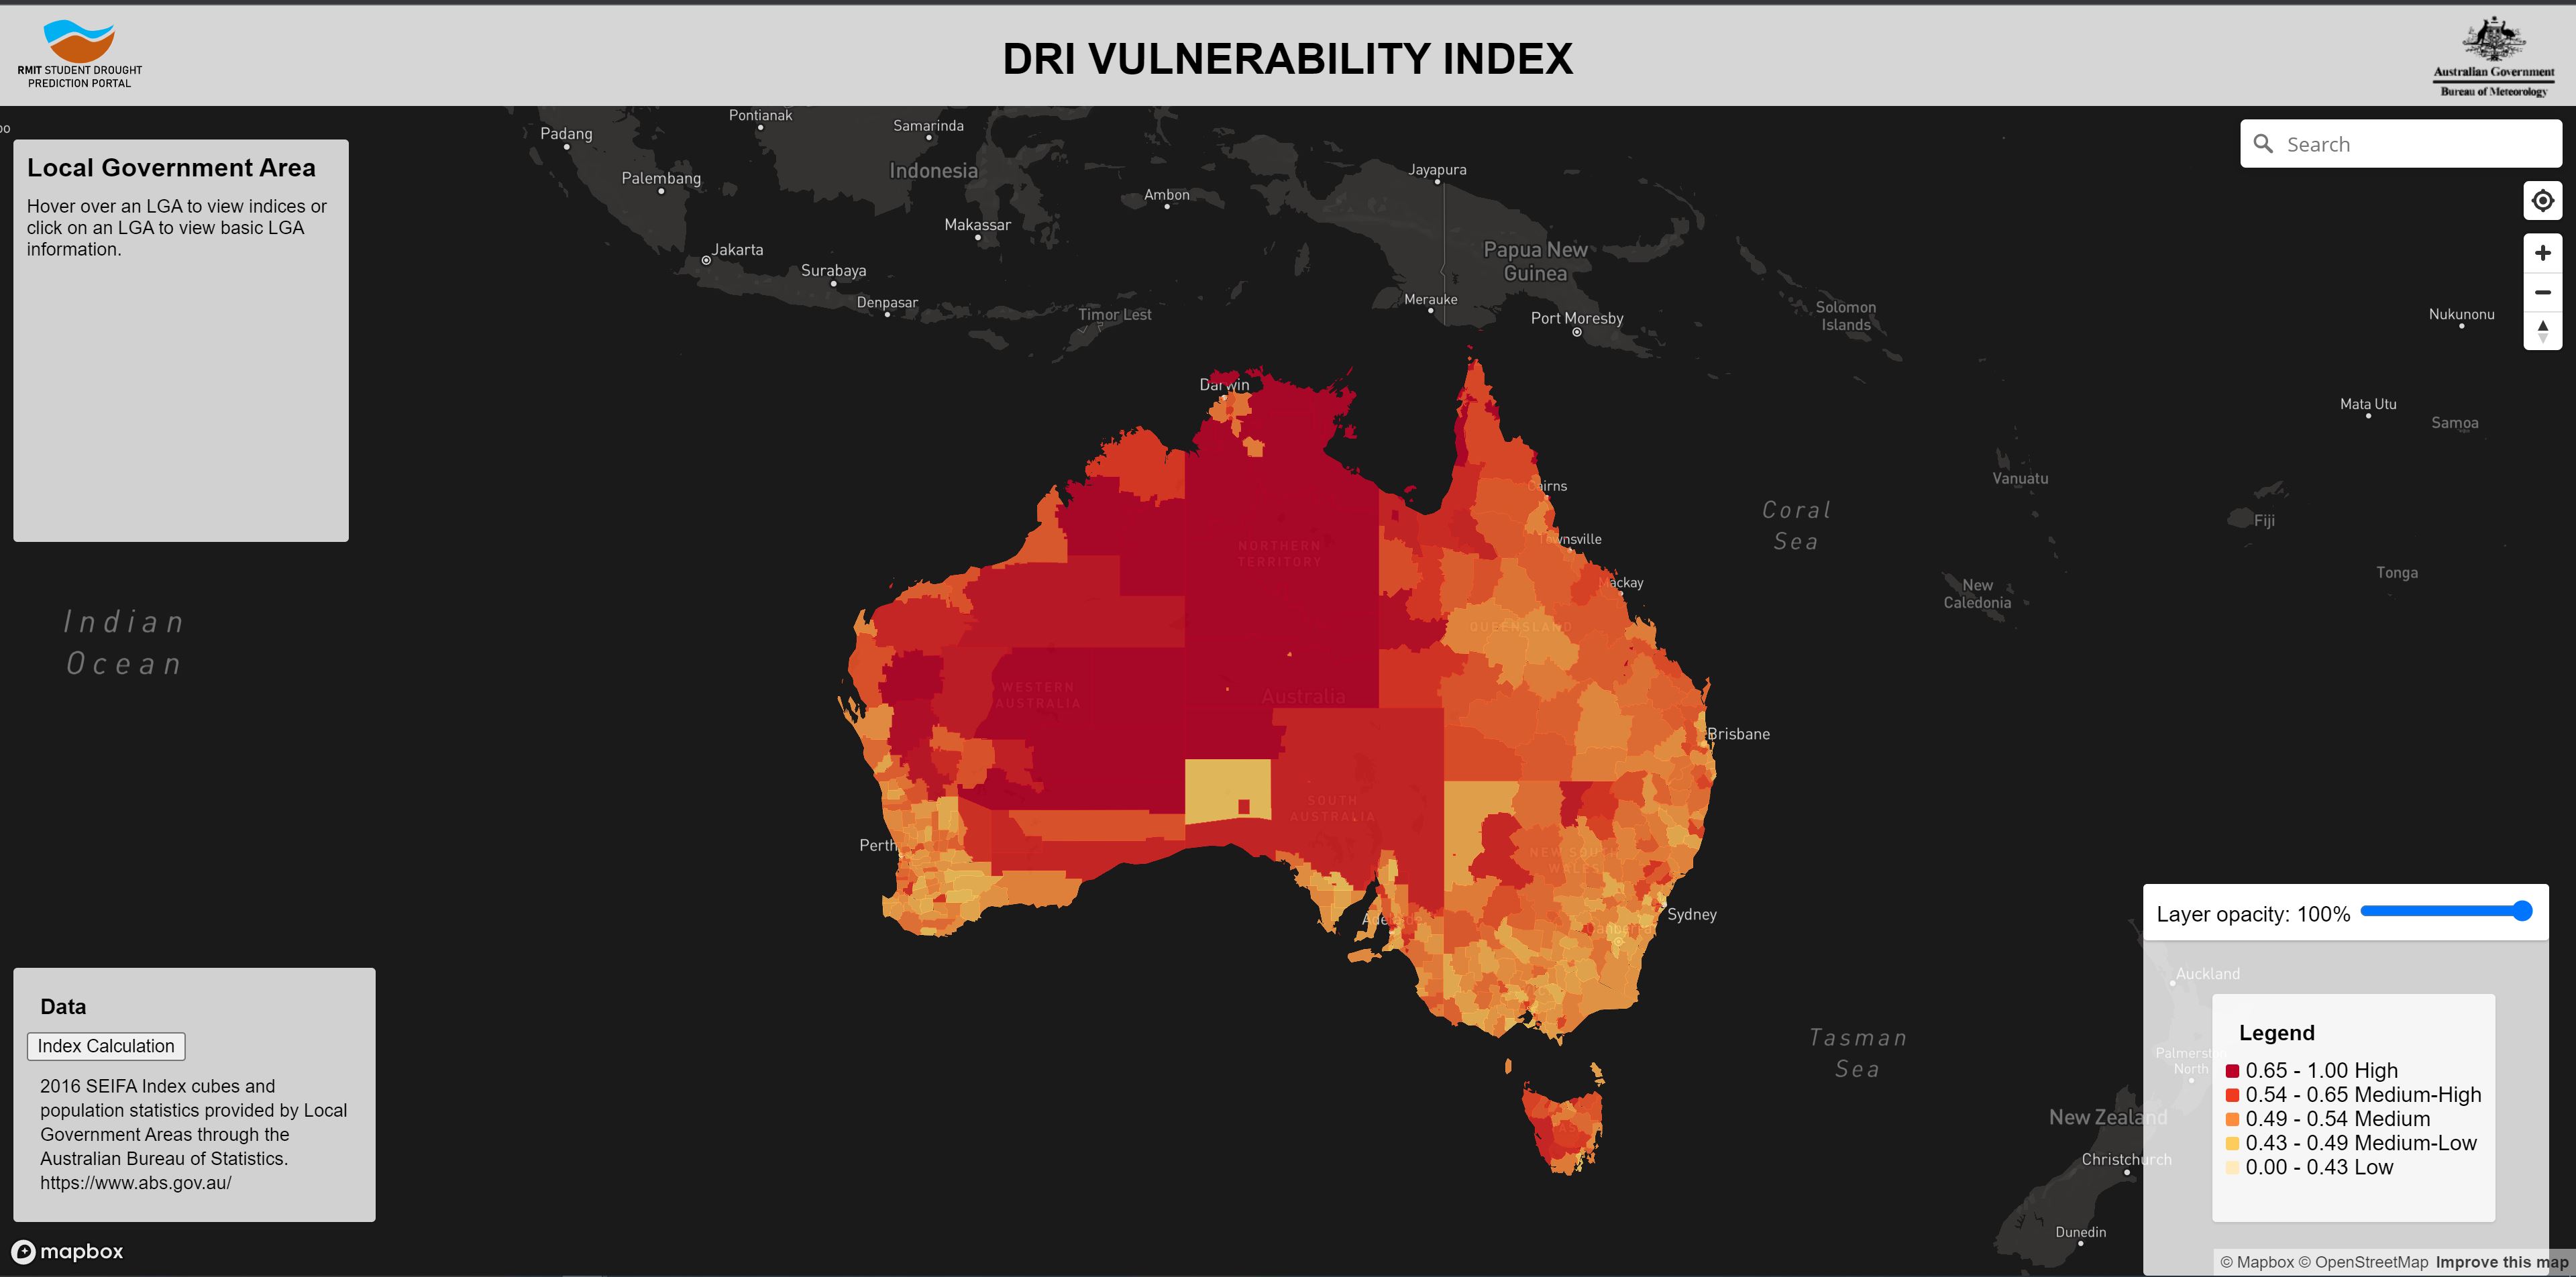 DRI VULNERABILITY INDEX
RMIT STUDENT DROUGHT
PREDICTION PORTAL
Australian Government
Bureau of Meteorology
Local Government Area
Hover over an LGA to view indices or
click on an LGA to view basic LGA
information.
Search
Padang
Pontianak
Samarinda
Indonesia
Palembang
Ambon
Jayapura
Makassar
Jakarta
Surabaya
Denpasar
Timor Lest
Papua New
Guinea
Merauke
Port Moresby
Solomon
Islands
Nukunonu
Mata Utu
Samoa
Vanuatu
Fiji
Tonga
New
Caledonia
Coral
Sea
Indian
Ocean
Darwin
Cairns
Townsville
Mackay
NORTHERN
TERRITORY
QUEENSLAND
WESTERN
AUSTRALIA
Australia
Brisbane
SOUTH
AUSTRALIA
NEW SOUTH
WALES
Perth
Adelaide
Sydney
Canberra
Tasman
Sea
Auckland
Palmerst
North
New Zealand
Christchurch
Dunedin
Data
Index Calculation
2016 SEIFA Index cubes and
population statistics provided by Local
Government Areas through the
Australian Bureau of Statistics.
https://www.abs.gov.au/
Layer opacity: 100%
Legend
0.65 - 1.00 High
0.54 - 0.65 Medium-High
0.49 - 0.54 Medium
0.43 - 0.49 Medium-Low
0.00 - 0.43 Low
mapbox
© Mapbox © OpenStreetMap Improve this map